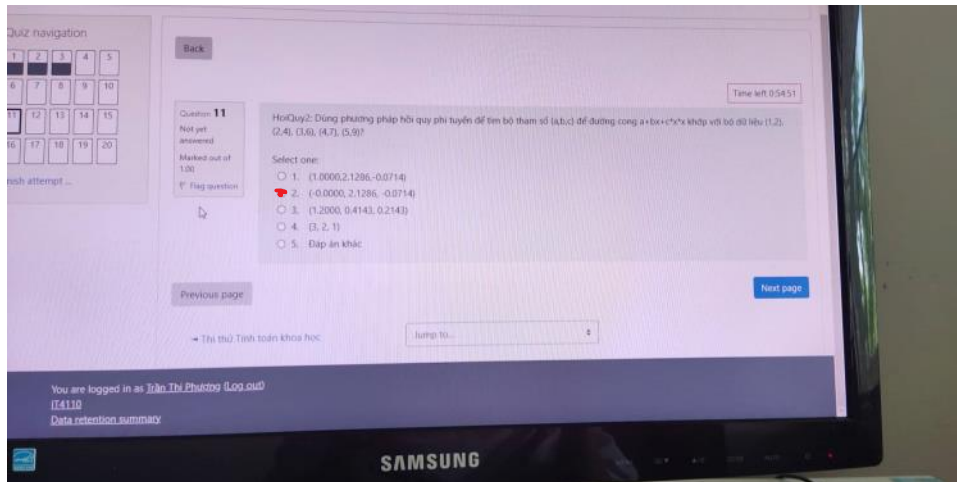 Quiz navigation
1 2 3 4 5
6 7 8 9 10
11 12 13 14 15
16 17 18 19 20
Back
Time left 0:54:51
Question 11
Not yet
answered
Marked out of
1.00
Flag question
HoiQuy2: Dùng phương pháp hồi quy phi tuyến để tìm bộ tham số (a,b,c) để đường cong a+bx+c*x*x khớp với bộ dữ liệu (1,2),
(2,4), (3,6), (4,7), (5,9)?
Select one:
1. (1.0000,2.1286,-0.0714)
2. (-0.0000, 2.1286, -0.0714)
3. (1.2000, 0.4143, 0.2143)
4. (3, 2, 1)
5. Đáp án khác
attempt ...
Previous page
Next page
Thi thử Tính toán khoa học
Jump to...
You are logged in as Trần Thị Phương (Log out)
IT4110
Data retention summary
SAMSUNG